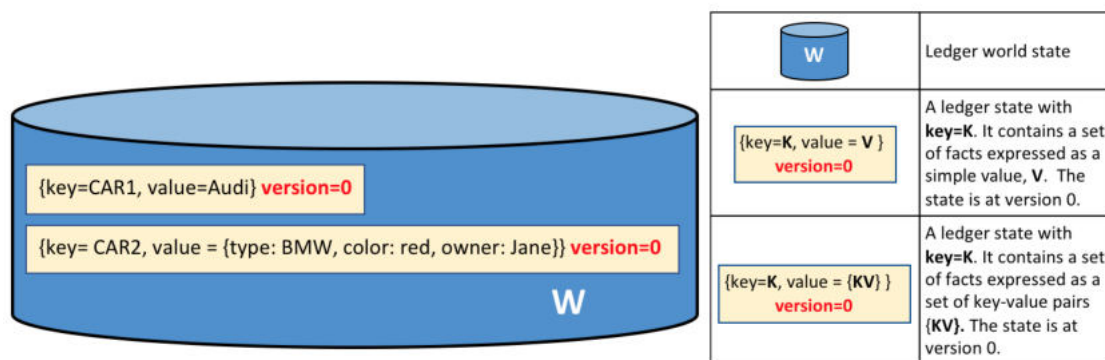 {key=CAR1, value=Audi} version=0
{key= CAR2, value = {type: BMW, color: red, owner: Jane}} version=0
W
W
Ledger world state
{key=K, value = V }
version=0
A ledger state with
key=K. It contains a set
of facts expressed as a
simple value, V. The
state is at version 0.
{key=K, value = {KV} }
version=0
A ledger state with
key=K. It contains a set
of facts expressed as a
set of key-value pairs
{KV}. The state is at
version 0.